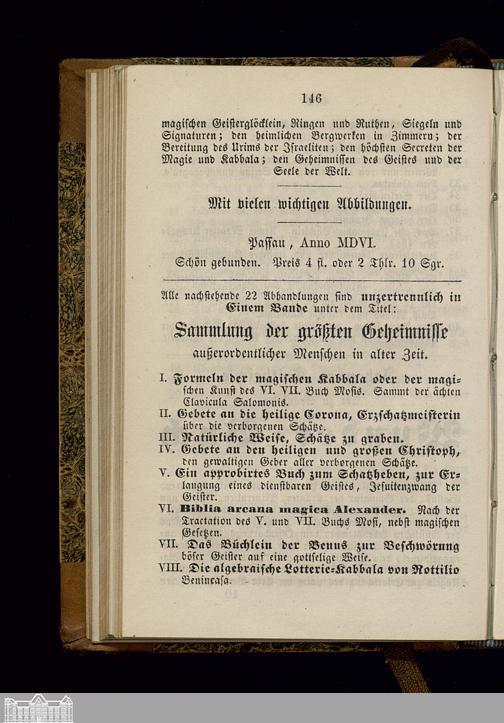 146
magischen Geisterglöcklein, Ringen und Ruthen, Siegeln und
Signaturen; den heimlichen Bergwerken in Zimmern; der
Bereitung des Urims der Israeliten; den höchsten Secreten der
Magie und Kabbala; den Geheimnissen des Geistes und der
Seele der Welt.
Mit vielen wichtigen Abbildungen.
Passau, Anno MDVI.
Schön gebunden. Preis 4 fl. oder 2 Thlr. 10 Sgr.
Alle nachstehende 22 Abhandlungen sind unzertrennlich in
Einem Bande unter dem Titel:
Sammlung der größten Geheimnisse
außerordentlicher Menschen in alter Zeit.
I. Formeln der magischen Kabbala oder der magi-
schen Kunst des VI. VII. Buch Mosis. Sammt der ächten
Clavicula Salomonis.
II. Gebete an die heilige Corona, Erzschatzmeisterin
über die verborgenen Schätze.
III. Natürliche Weise, Schätze zu graben.
IV. Gebete an den heiligen und großen Christoph,
den gewaltigen Geber aller verborgenen Schätze.
V. Ein approbirtes Buch zum Schatzheben, zur Er-
langung eines dienstbaren Geistes, Jesuitenzwang der
Geister.
VI. Biblia arcana magica Alexander. Nach der
Tractation des V. und VII. Buchs Mosi, nebst magischen
Gesetzen.
VII. Das Büchlein der Venus zur Beschwörung
böser Geister auf eine gottselige Weise.
VIII. Die algebraische Lotterie-Kabbala von Rottilio
Benincasa.